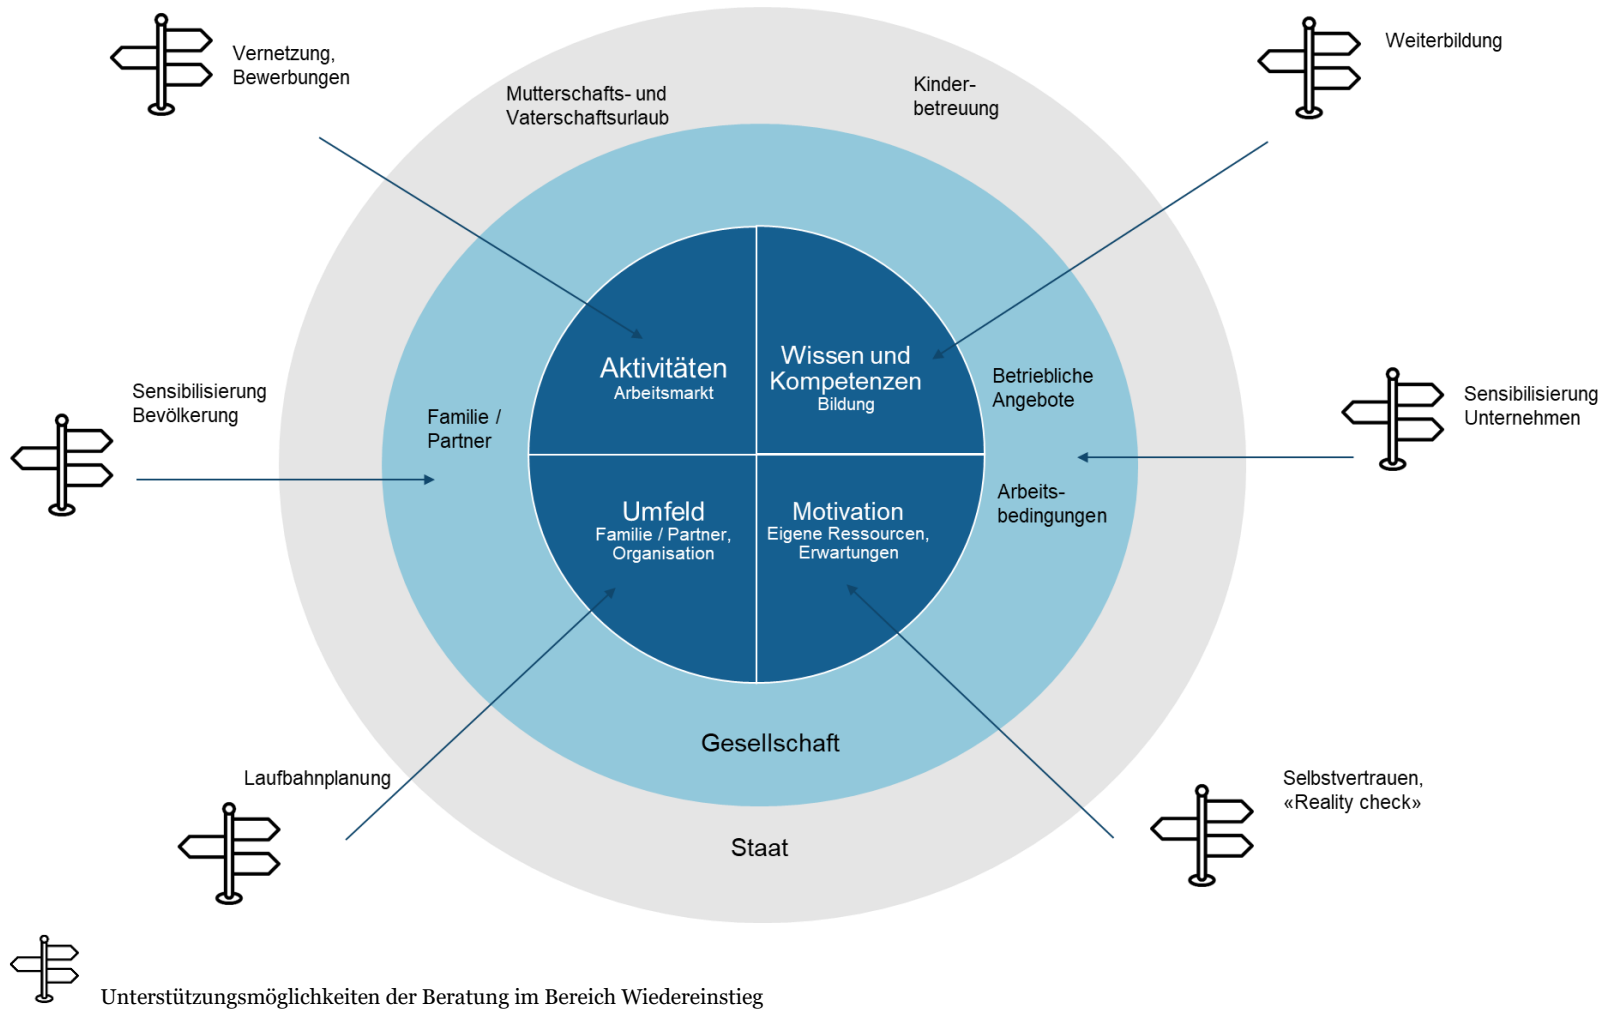 Vernetzung,
Bewerbungen
Weiterbildung
Mutterschafts- und
Vaterschaftsurlaub
Kinder-
betreuung
Aktivitäten
Arbeitsmarkt
Wissen und
Kompetenzen
Bildung
Betriebliche
Angebote
Sensibilisierung
Bevölkerung
Familie /
Partner
Sensibilisierung
Unternehmen
Umfeld
Familie / Partner,
Organisation
Motivation
Eigene Ressourcen,
Erwartungen
Arbeits-
bedingungen
Gesellschaft
Laufbahnplanung
Selbstvertrauen,
«Reality check»
Staat
Unterstützungsmöglichkeiten der Beratung im Bereich Wiedereinstieg